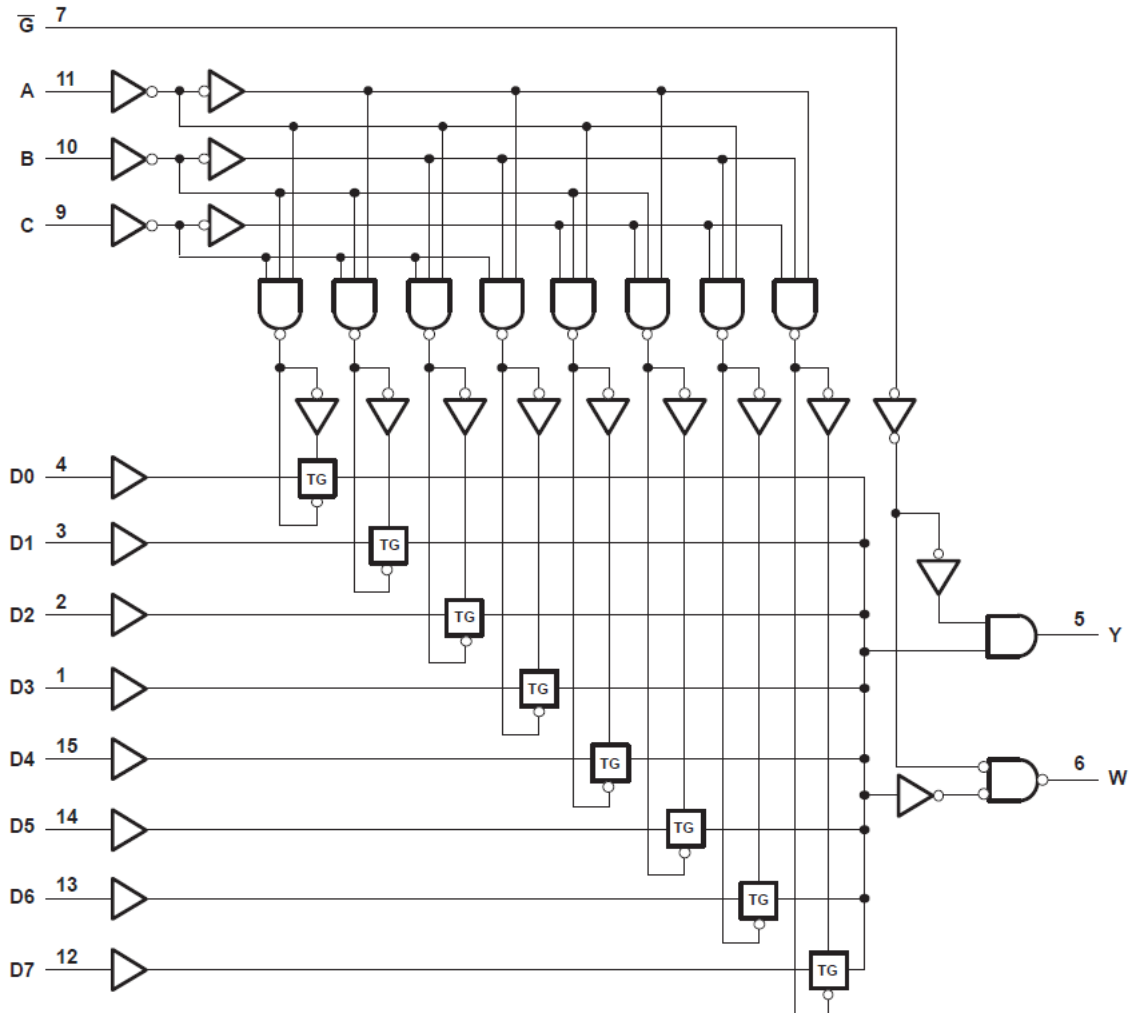 G̅ 7
A 11
B 10
C 9
D0 4 TG
D1 3 TG
D2 2 TG
5 Y
D3 1 TG
D4 15 TG
6 W
D5 14 TG
D6 13 TG
D7 12 TG